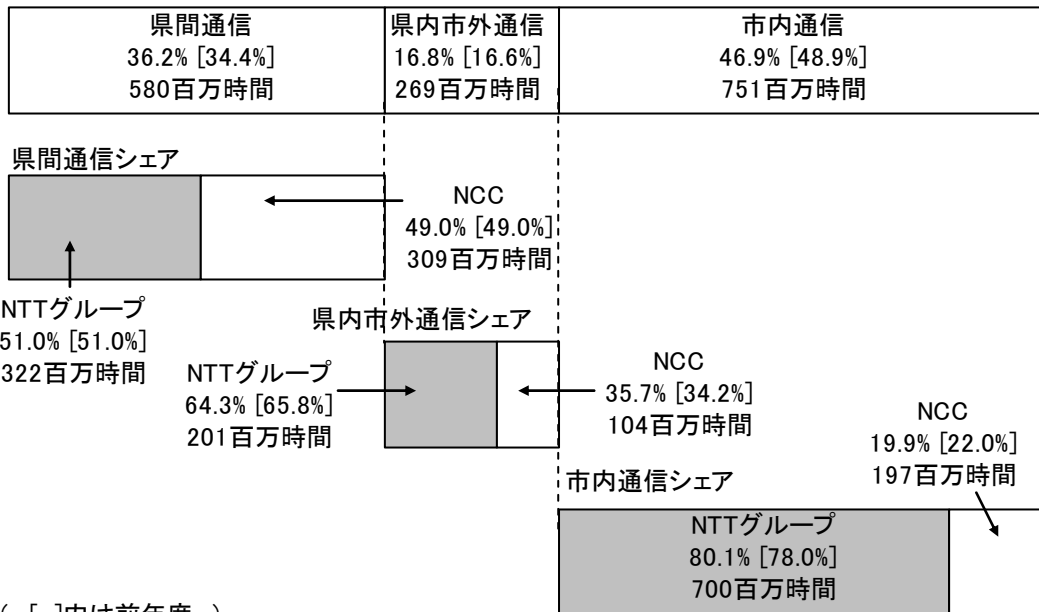 県間通信
36.2% [34.4%]
580百万時間
県内市外通信
16.8% [16.6%]
269百万時間
市内通信
46.9% [48.9%]
751百万時間
県間通信シェア
NCC
49.0% [49.0%]
309百万時間
NTTグループ
51.0% [51.0%]
322百万時間
県内市外通信シェア
NTTグループ
64.3% [65.8%]
201百万時間
NCC
35.7% [34.2%]
104百万時間
NCC
19.9% [22.0%]
197百万時間
市内通信シェア
NTTグループ
80.1% [78.0%]
700百万時間
( [ ]内は前年度 )